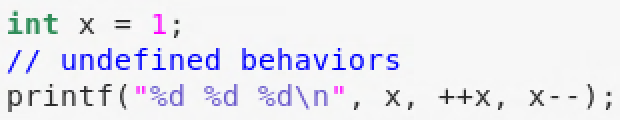 int x = 1;
// undefined behaviors
printf("%d %d %d\n", x, ++x, x--);